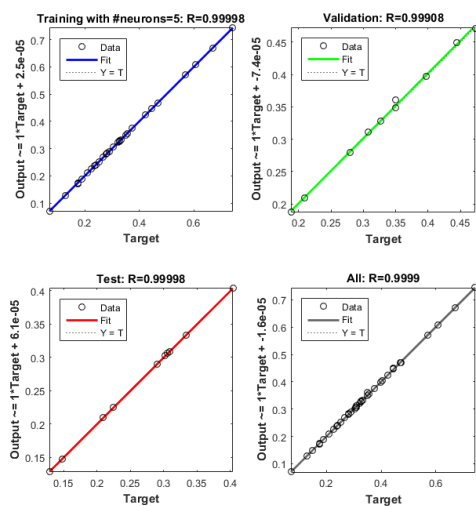 Training with #neurons=5: R=0.99998
Output ~= 1*Target + 2.5e-05
0.7
0.6
0.5
0.4
0.3
0.2
0.1
Data
Fit
Y = T
0.2 0.4 0.6
Target
Validation: R=0.99908
Output ~= 1*Target + -7.4e-05
0.45
0.4
0.35
0.3
0.25
0.2
Data
Fit
Y = T
0.2 0.3 0.4
Target
Test: R=0.99998
Output ~= 1*Target + 6.1e-05
0.4
0.35
0.3
0.25
0.2
0.15
Data
Fit
Y = T
0.15 0.2 0.25 0.3 0.35 0.4
Target
All: R=0.9999
Output ~= 1*Target + -1.6e-05
0.7
0.6
0.5
0.4
0.3
0.2
0.1
Data
Fit
Y = T
0.2 0.4 0.6
Target